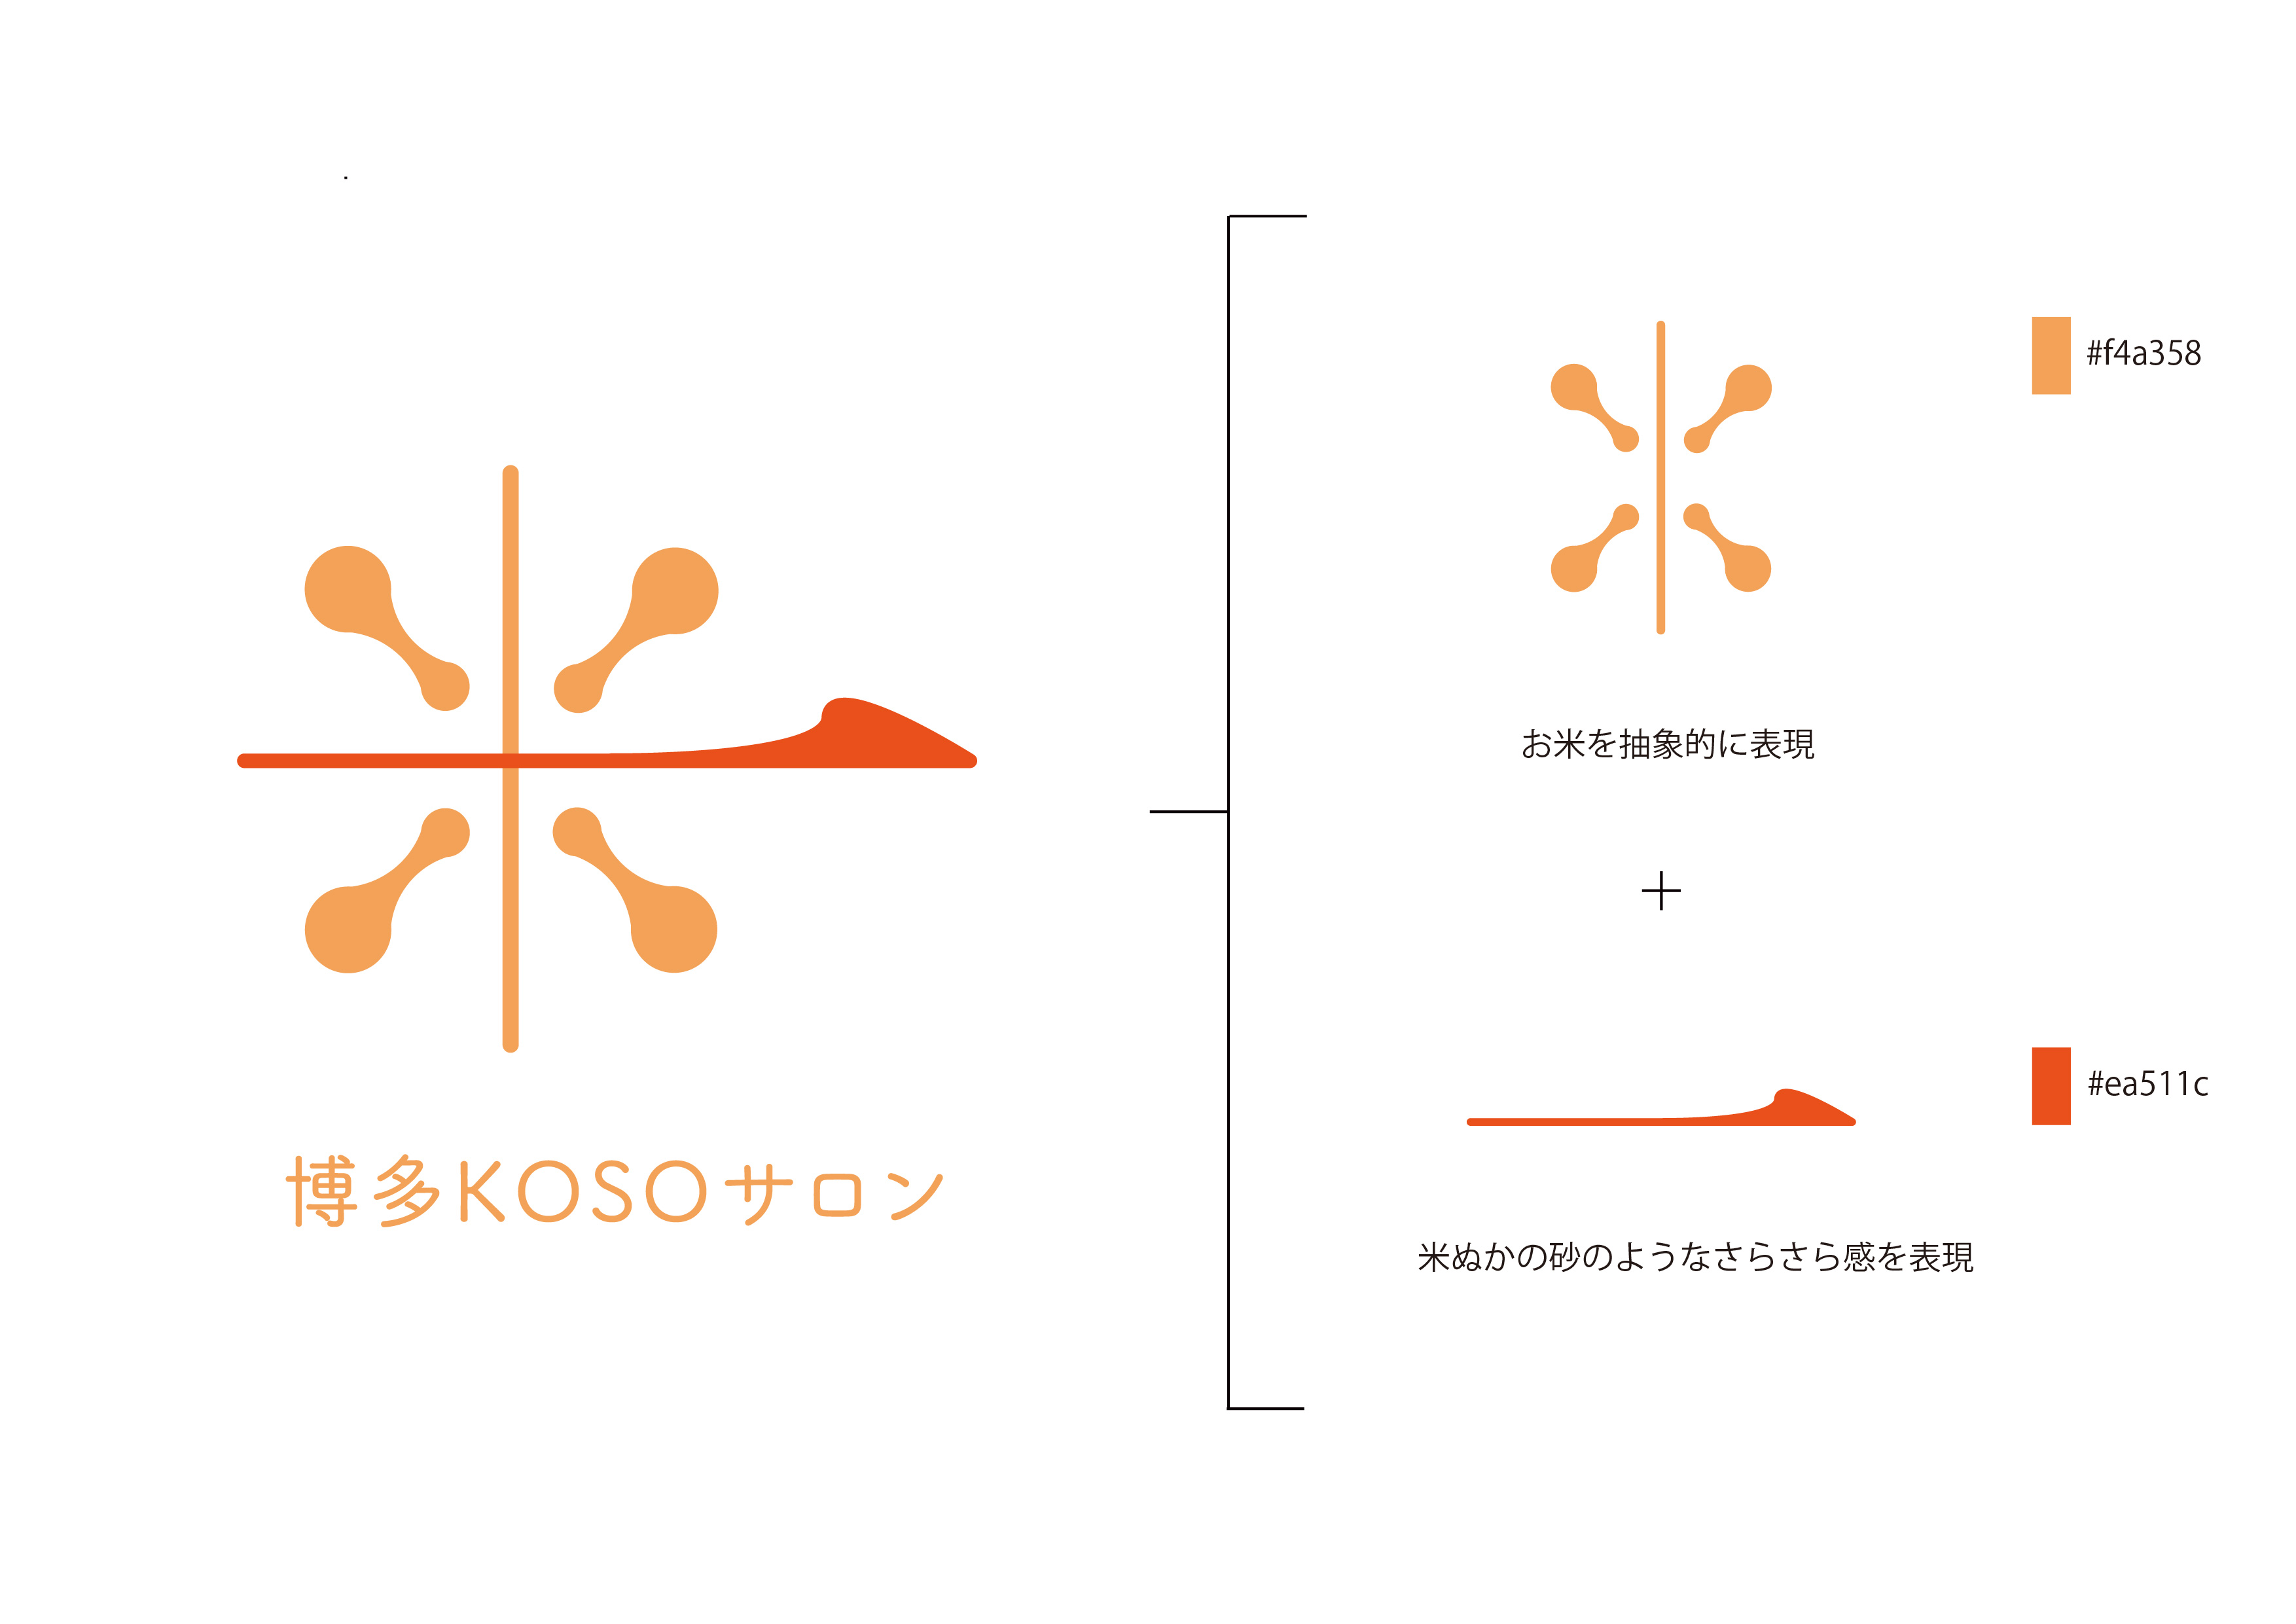 博多KOSOサロン
#f4a358
お米を抽象的に表現
+
#ea511c
米ぬかの砂のようなさらさら感を表現